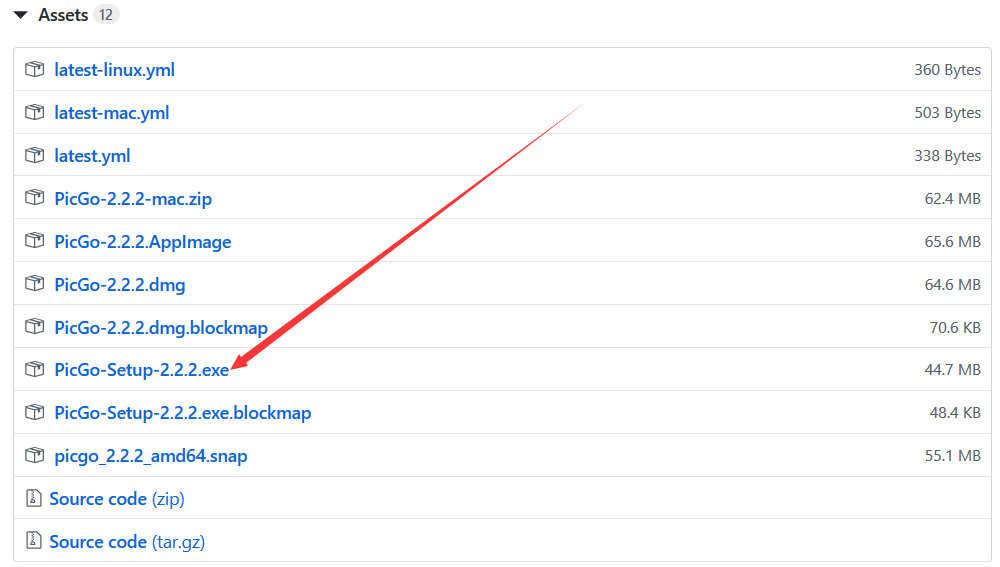 Assets 12
latest-linux.yml 360 Bytes
latest-mac.yml 503 Bytes
latest.yml 338 Bytes
PicGo-2.2.2-mac.zip 62.4 MB
PicGo-2.2.2.AppImage 65.6 MB
PicGo-2.2.2.dmg 64.6 MB
PicGo-2.2.2.dmg.blockmap 70.6 KB
PicGo-Setup-2.2.2.exe 44.7 MB
PicGo-Setup-2.2.2.exe.blockmap 48.4 KB
picgo_2.2.2_amd64.snap 55.1 MB
Source code (zip)
Source code (tar.gz)